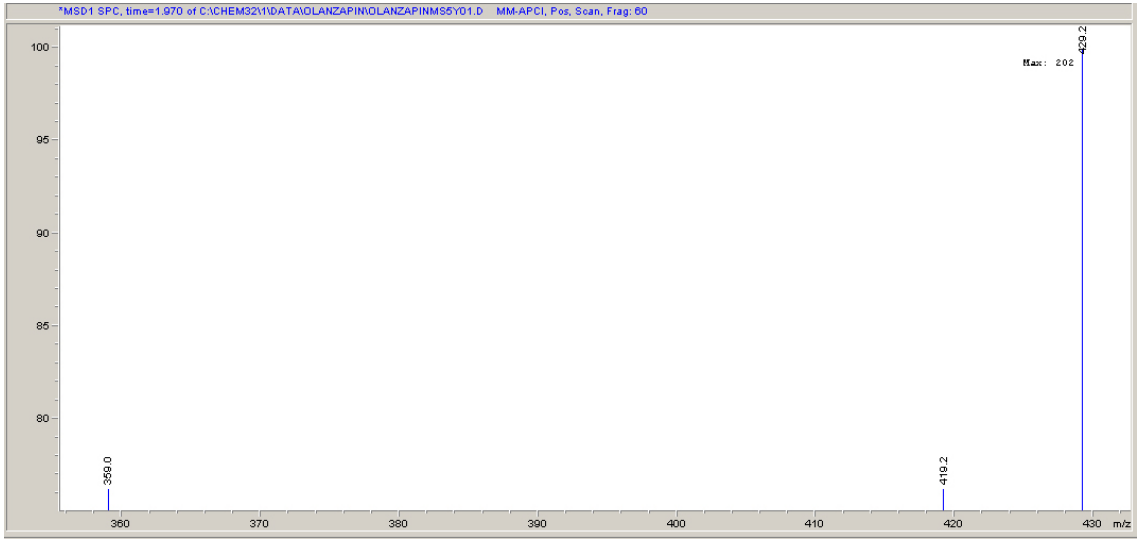 *MSD1 SPC, time=1.970 of C:\CHEM32\1\DATA\OLANZAPIN\OLANZAPINMS5Y01.D MM-APCI, Pos, Scan, Frag: 60
429.2
100
Max: 202
95
90
85
80
359.0
419.2
360 370 380 390 400 410 420 430 m/z